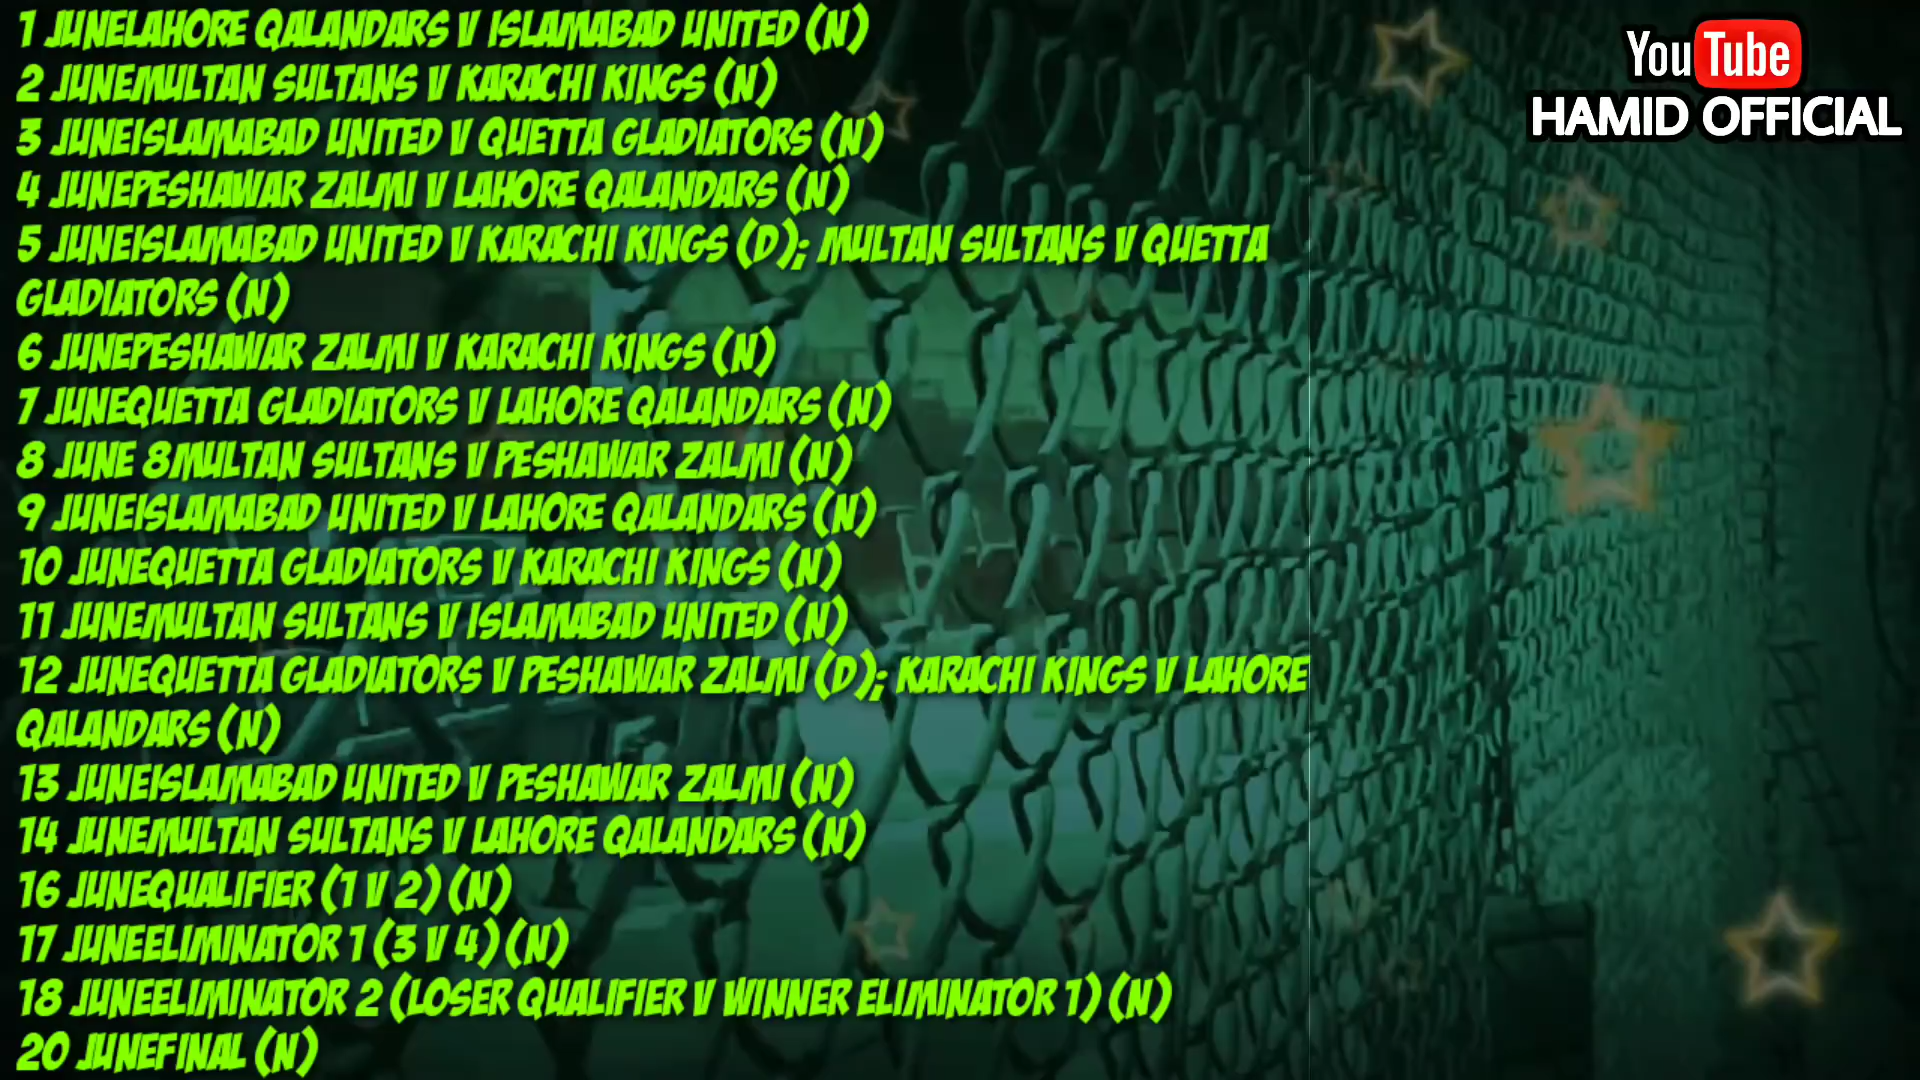 1 JUNELAHORE QALANDARS V ISLAMABAD UNITED (N)
2 JUNEMULTAN SULTANS V KARACHI KINGS (N)
3 JUNEISLAMABAD UNITED V QUETTA GLADIATORS (N)
4 JUNEPESHAWAR ZALMI V LAHORE QALANDARS (N)
5 JUNEISLAMABAD UNITED V KARACHI KINGS (D); MULTAN SULTANS V QUETTA
GLADIATORS (N)
6 JUNEPESHAWAR ZALMI V KARACHI KINGS (N)
7 JUNEQUETTA GLADIATORS V LAHORE QALANDARS (N)
8 JUNE 8MULTAN SULTANS V PESHAWAR ZALMI (N)
9 JUNEISLAMABAD UNITED V LAHORE QALANDARS (N)
10 JUNEQUETTA GLADIATORS V KARACHI KINGS (N)
11 JUNEMULTAN SULTANS V ISLAMABAD UNITED (N)
12 JUNEQUETTA GLADIATORS V PESHAWAR ZALMI (D); KARACHI KINGS V LAHORE
QALANDARS (N)
13 JUNEISLAMABAD UNITED V PESHAWAR ZALMI (N)
14 JUNEMULTAN SULTANS V LAHORE QALANDARS (N)
16 JUNEQUALIFIER (1 V 2) (N)
17 JUNEELIMINATOR 1 (3 V 4) (N)
18 JUNEELIMINATOR 2 (LOSER QUALIFIER V WINNER ELIMINATOR 1) (N)
20 JUNEFINAL (N)
YouTube
HAMID OFFICIAL